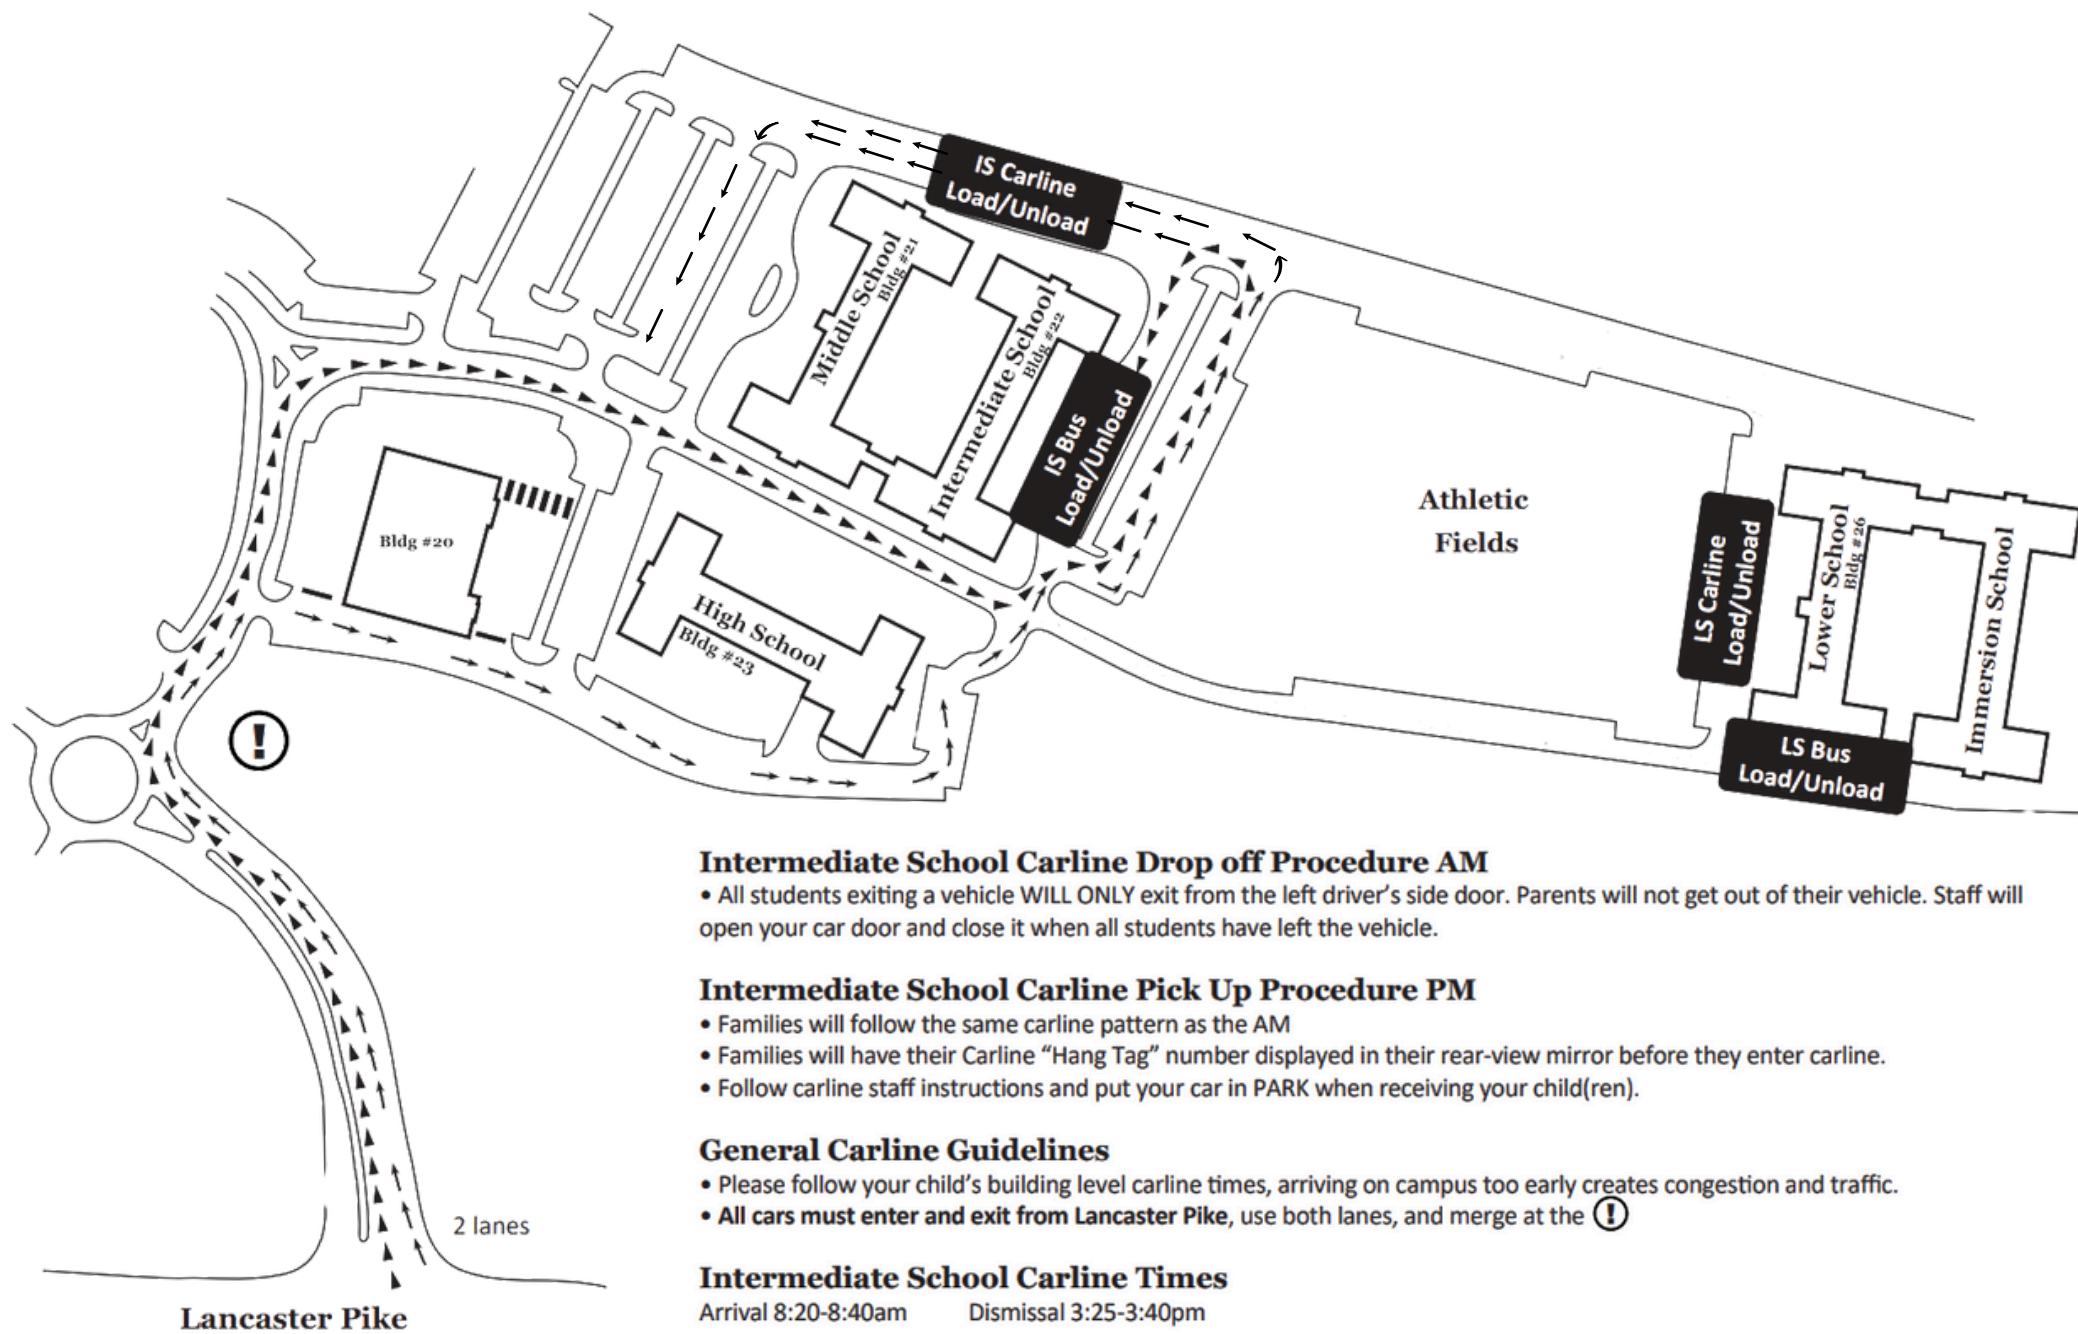 IS Carline
Load/Unload
Middle School
Bldg #21
Intermediate School
Bldg #22
IS Bus
Load/Unload
Athletic
Fields
LS Carline
Load/Unload
Lower School
Bldg #26
Immersion School
Bldg #20
High School
Bldg #23
!
LS Bus
Load/Unload
Intermediate School Carline Drop off Procedure AM
• All students exiting a vehicle WILL ONLY exit from the left driver’s side door. Parents will not get out of their vehicle. Staff will
open your car door and close it when all students have left the vehicle.
Intermediate School Carline Pick Up Procedure PM
• Families will follow the same carline pattern as the AM
• Families will have their Carline “Hang Tag” number displayed in their rear-view mirror before they enter carline.
• Follow carline staff instructions and put your car in PARK when receiving your child(ren).
General Carline Guidelines
• Please follow your child’s building level carline times, arriving on campus too early creates congestion and traffic.
• All cars must enter and exit from Lancaster Pike, use both lanes, and merge at the !
2 lanes
Intermediate School Carline Times
Arrival 8:20-8:40am Dismissal 3:25-3:40pm
Lancaster Pike